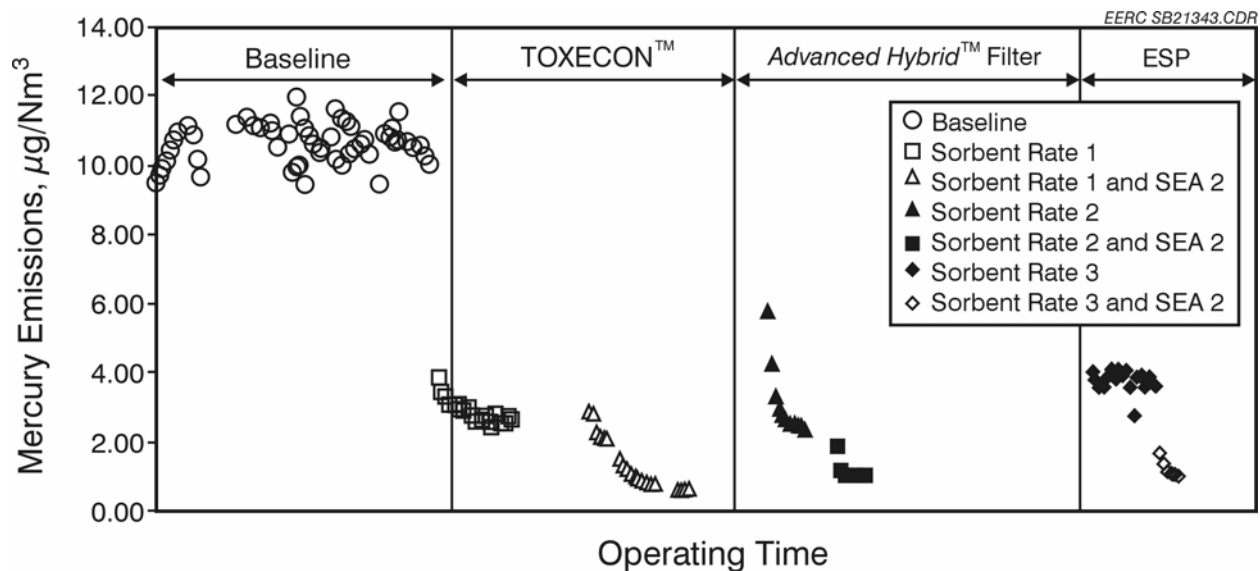 EERC SB21343.CDR
Baseline
TOXECON™
Advanced Hybrid™ Filter
ESP
14.00
12.00
10.00
8.00
6.00
4.00
2.00
0.00
Mercury Emissions, µg/Nm³
Baseline
Sorbent Rate 1
Sorbent Rate 1 and SEA 2
Sorbent Rate 2
Sorbent Rate 2 and SEA 2
Sorbent Rate 3
Sorbent Rate 3 and SEA 2
Operating Time